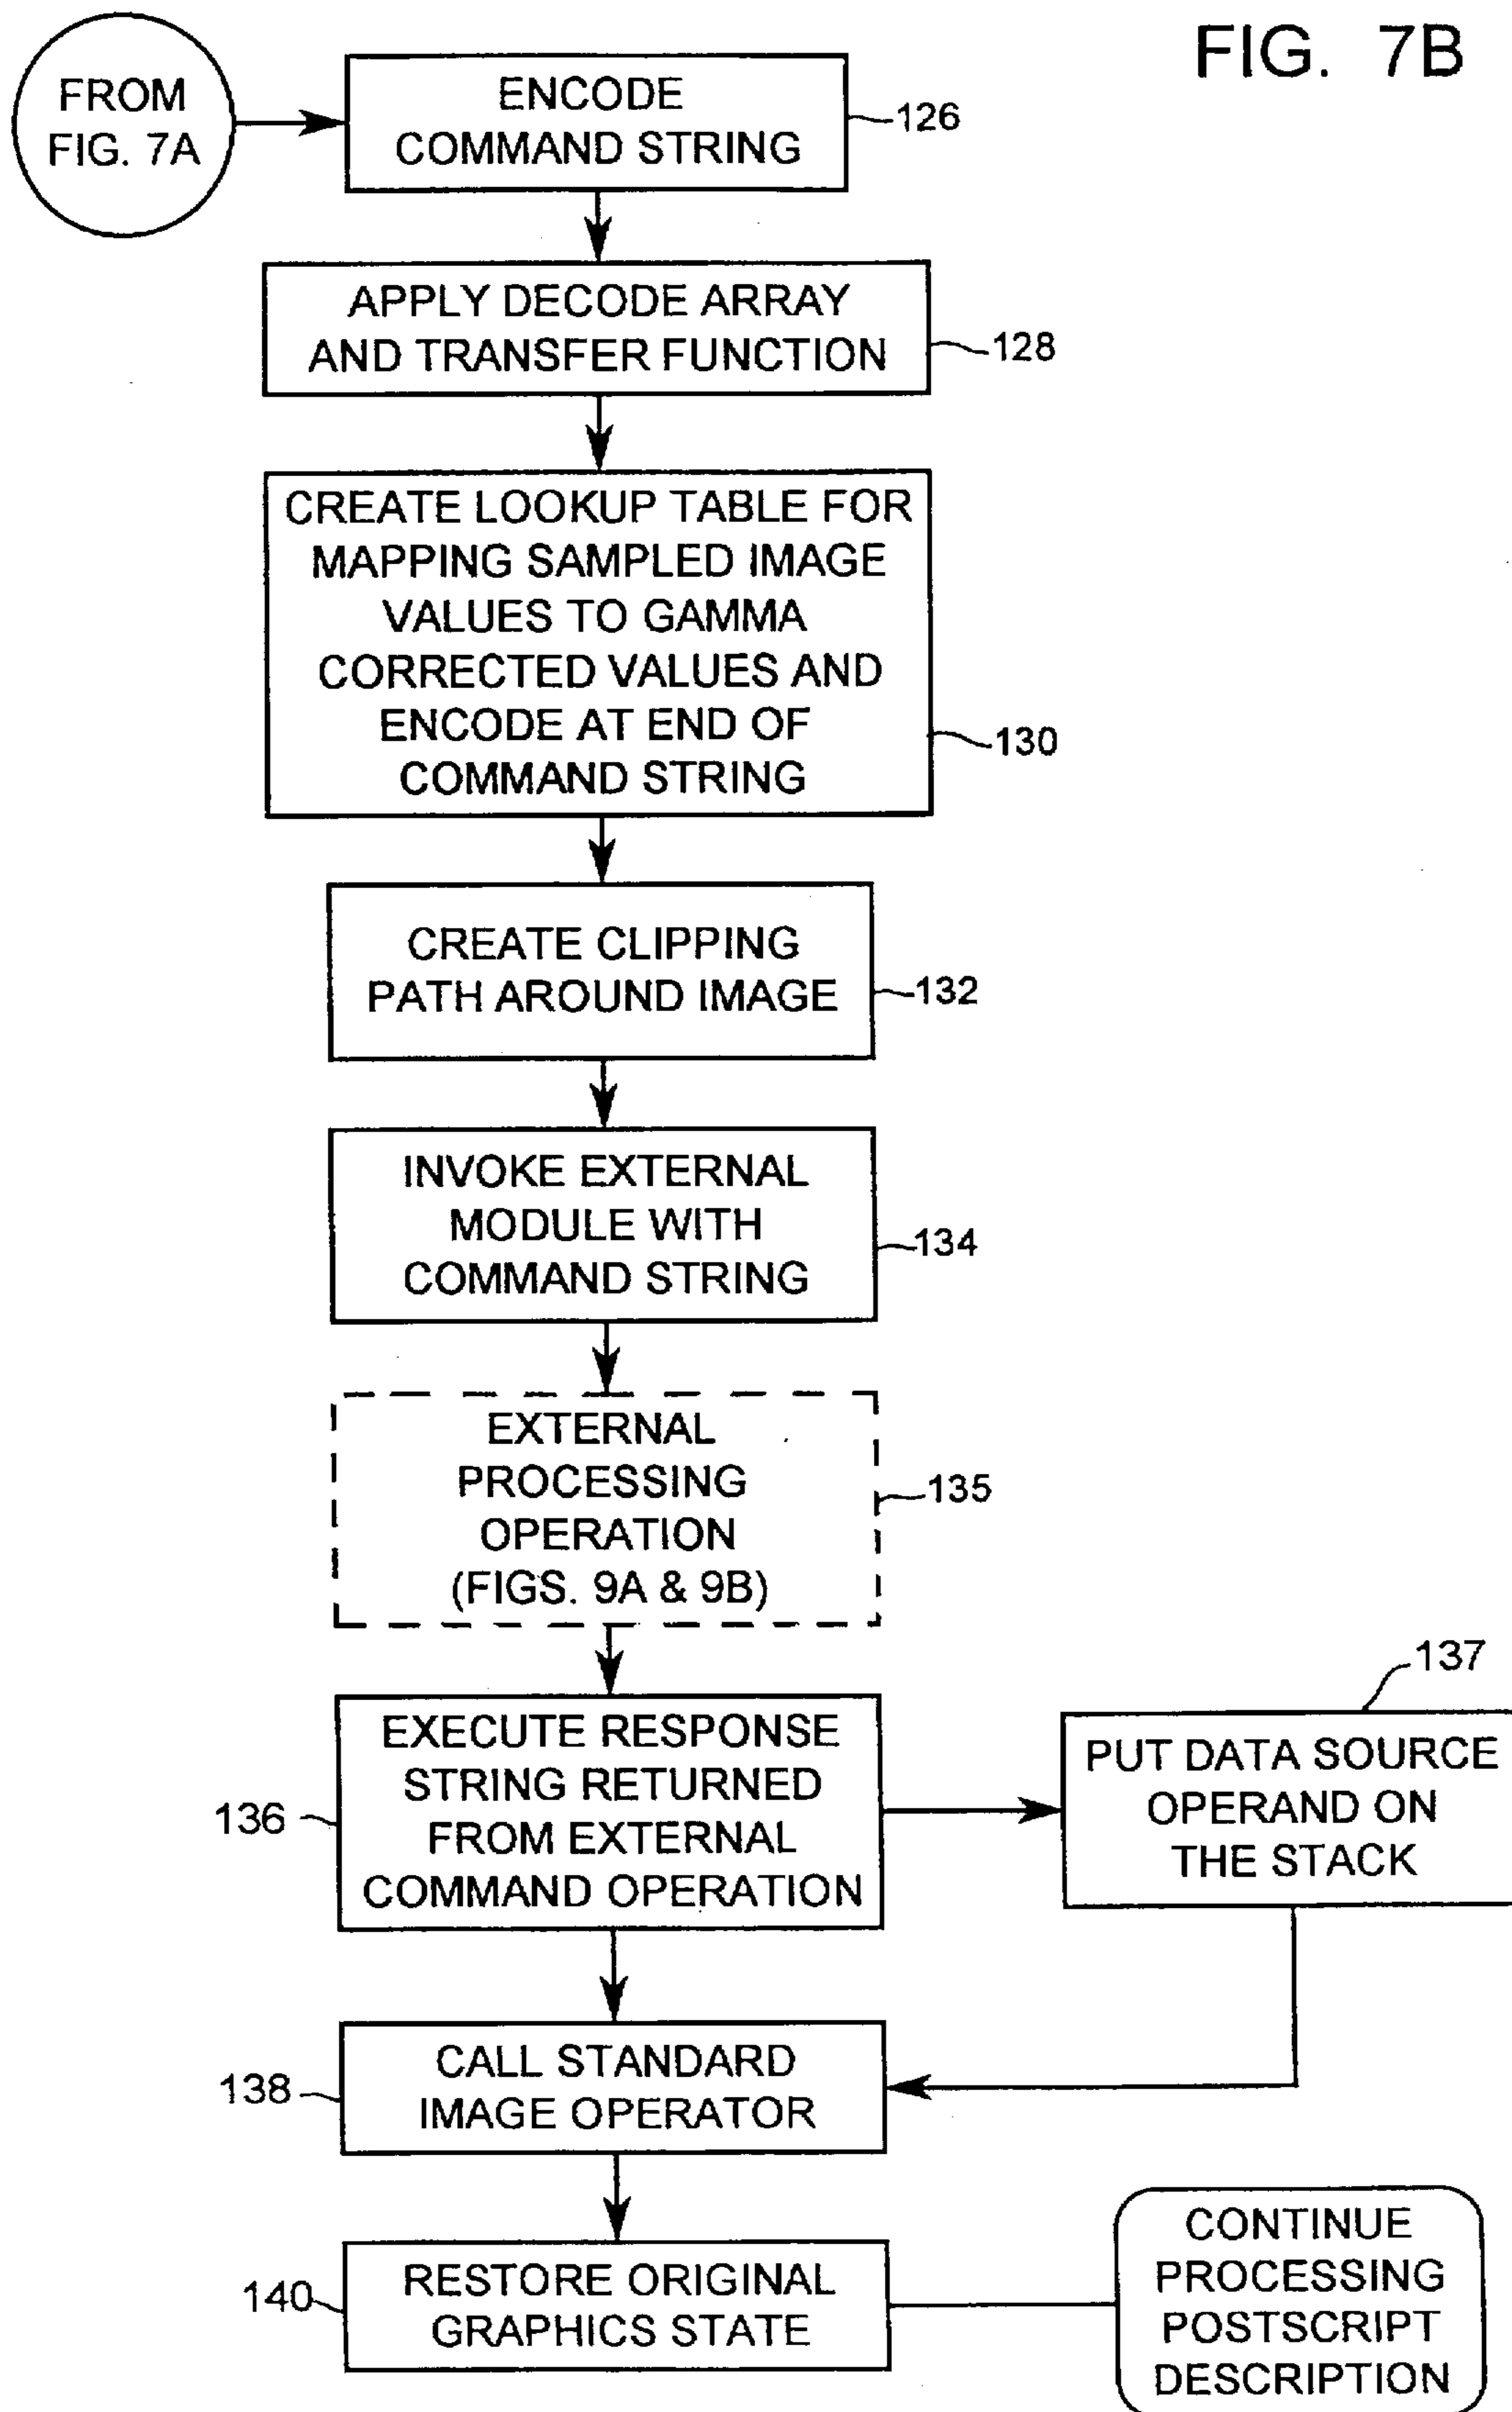 FIG. 7B
FROM
FIG. 7A
ENCODE
COMMAND STRING
126
APPLY DECODE ARRAY
AND TRANSFER FUNCTION
128
CREATE LOOKUP TABLE FOR
MAPPING SAMPLED IMAGE
VALUES TO GAMMA
CORRECTED VALUES AND
ENCODE AT END OF
COMMAND STRING
130
CREATE CLIPPING
PATH AROUND IMAGE
132
INVOKE EXTERNAL
MODULE WITH
COMMAND STRING
134
EXTERNAL
PROCESSING
OPERATION
(FIGS. 9A & 9B)
135
EXECUTE RESPONSE
STRING RETURNED
FROM EXTERNAL
COMMAND OPERATION
136
137
PUT DATA SOURCE
OPERAND ON
THE STACK
CALL STANDARD
IMAGE OPERATOR
138
RESTORE ORIGINAL
GRAPHICS STATE
140
CONTINUE
PROCESSING
POSTSCRIPT
DESCRIPTION